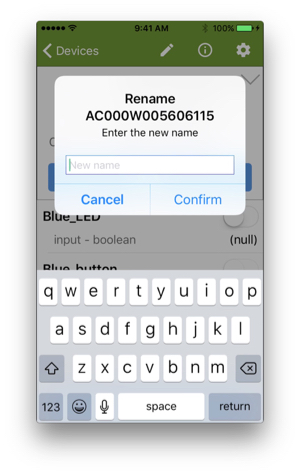 9:41 AM 100%
Devices
Rename
AC000W005606115
Enter the new name
New name
Cancel Confirm
Blue_LED
input - boolean (null)
Blue_button
q w e r t y u i o p
a s d f g h j k l
z x c v b n m
123 space return